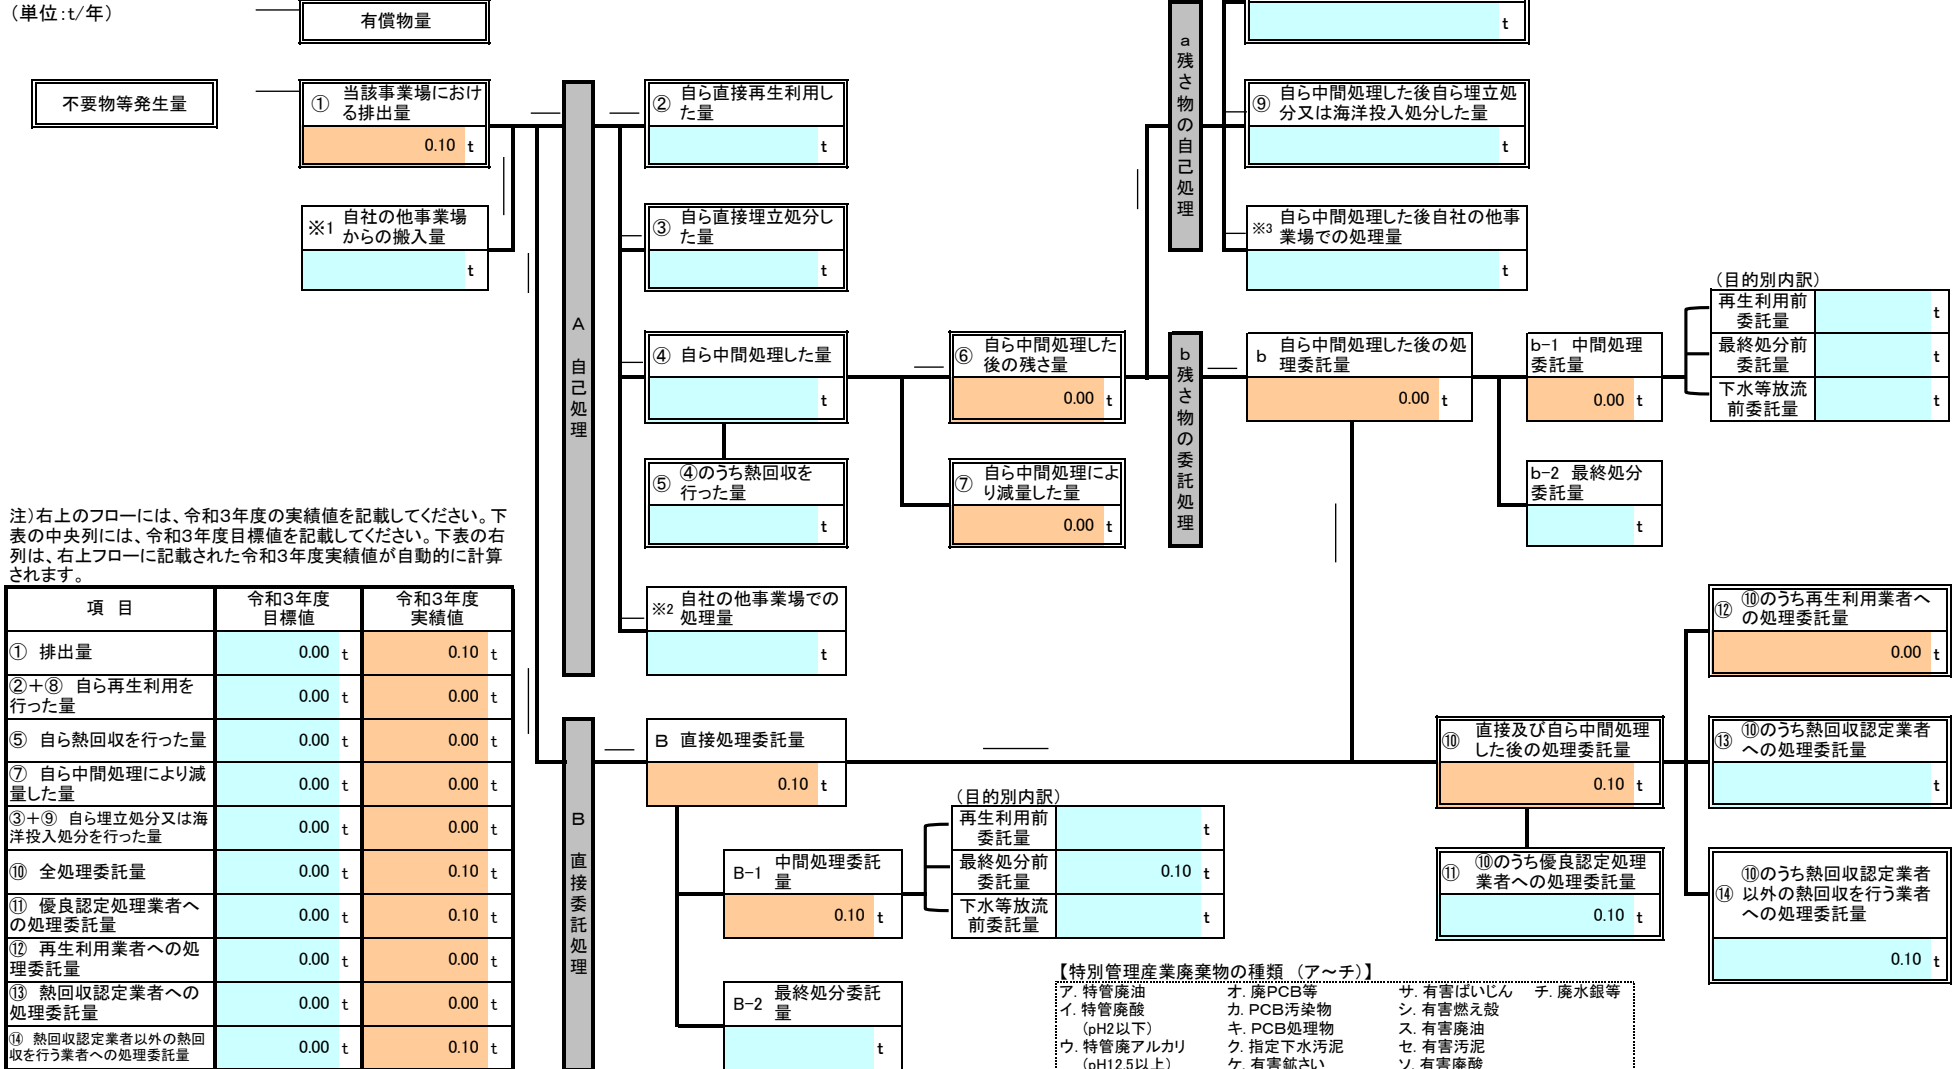 （単位:t/年）
有償物量
t
不要物等発生量
① 当該事業場におけ
る排出量
0.10 t
※1 自社の他事業場
からの搬入量
t
A 自己処理
② 自ら直接再生利用し
た量
t
③ 自ら直接埋立処分し
た量
t
④ 自ら中間処理した量
t
⑤ ④のうち熱回収を
行った量
t
※2 自社の他事業場での
処理量
t
⑥ 自ら中間処理した
後の残さ量
0.00 t
⑦ 自ら中間処理によ
り減量した量
0.00 t
a 残さ物の自己処理
⑨ 自ら中間処理した後自ら埋立処
分又は海洋投入処分した量
t
※3 自ら中間処理した後自社の他事
業場での処理量
t
b 残さ物の委託処理
b 自ら中間処理した後の処
理委託量
0.00 t
b-1 中間処理
委託量
0.00 t
b-2 最終処分
委託量
t
（目的別内訳）
再生利用前
委託量 t
最終処分前
委託量 t
下水等放流
前委託量 t
注）右上のフローには、令和3年度の実績値を記載してください。下
表の中央列には、令和3年度目標値を記載してください。下表の右
列は、右上フローに記載された令和3年度実績値が自動的に計算
されます。
項 目 令和3年度
目標値 令和3年度
実績値
① 排出量 0.00 t 0.10 t
②＋⑧ 自ら再生利用を
行った量 0.00 t 0.00 t
⑤ 自ら熱回収を行った量 0.00 t 0.00 t
⑦ 自ら中間処理により減
量した量 0.00 t 0.00 t
③＋⑨ 自ら埋立処分又は海
洋投入処分を行った量 0.00 t 0.00 t
⑩ 全処理委託量 0.00 t 0.10 t
⑪ 優良認定処理業者へ
の処理委託量 0.00 t 0.10 t
⑫ 再生利用業者への処
理委託量 0.00 t 0.00 t
⑬ 熱回収認定業者への
処理委託量 0.00 t 0.00 t
⑭ 熱回収認定業者以外の熱回
収を行う業者への処理委託量 0.00 t 0.10 t
B 直接委託処理
B 直接処理委託量
0.10 t
B-1 中間処理委託
量
0.10 t
B-2 最終処分委託
量
t
（目的別内訳）
再生利用前
委託量 t
最終処分前
委託量 0.10 t
下水等放流
前委託量 t
⑩ 直接及び自ら中間処理
した後の処理委託量
0.10 t
⑪ ⑩のうち優良認定処理
業者への処理委託量
0.10 t
⑫ ⑩のうち再生利用業者へ
の処理委託量
0.00 t
⑬ ⑩のうち熱回収認定業者
への処理委託量
t
⑭ ⑩のうち熱回収認定業者
以外の熱回収を行う業者
への処理委託量
0.10 t
【特別管理産業廃棄物の種類 （ア～チ）】
ア. 特管廃油 オ. 廃PCB等 サ. 有害ばいじん チ. 廃水銀等
イ. 特管廃酸 カ. PCB汚染物 シ. 有害燃え殻
（pH2以下） キ. PCB処理物 ス. 有害廃油
ウ. 特管廃アルカリ ク. 指定下水汚泥 セ. 有害汚泥
（pH12.5以上） ケ. 有害鉱さい ソ. 有害廃酸